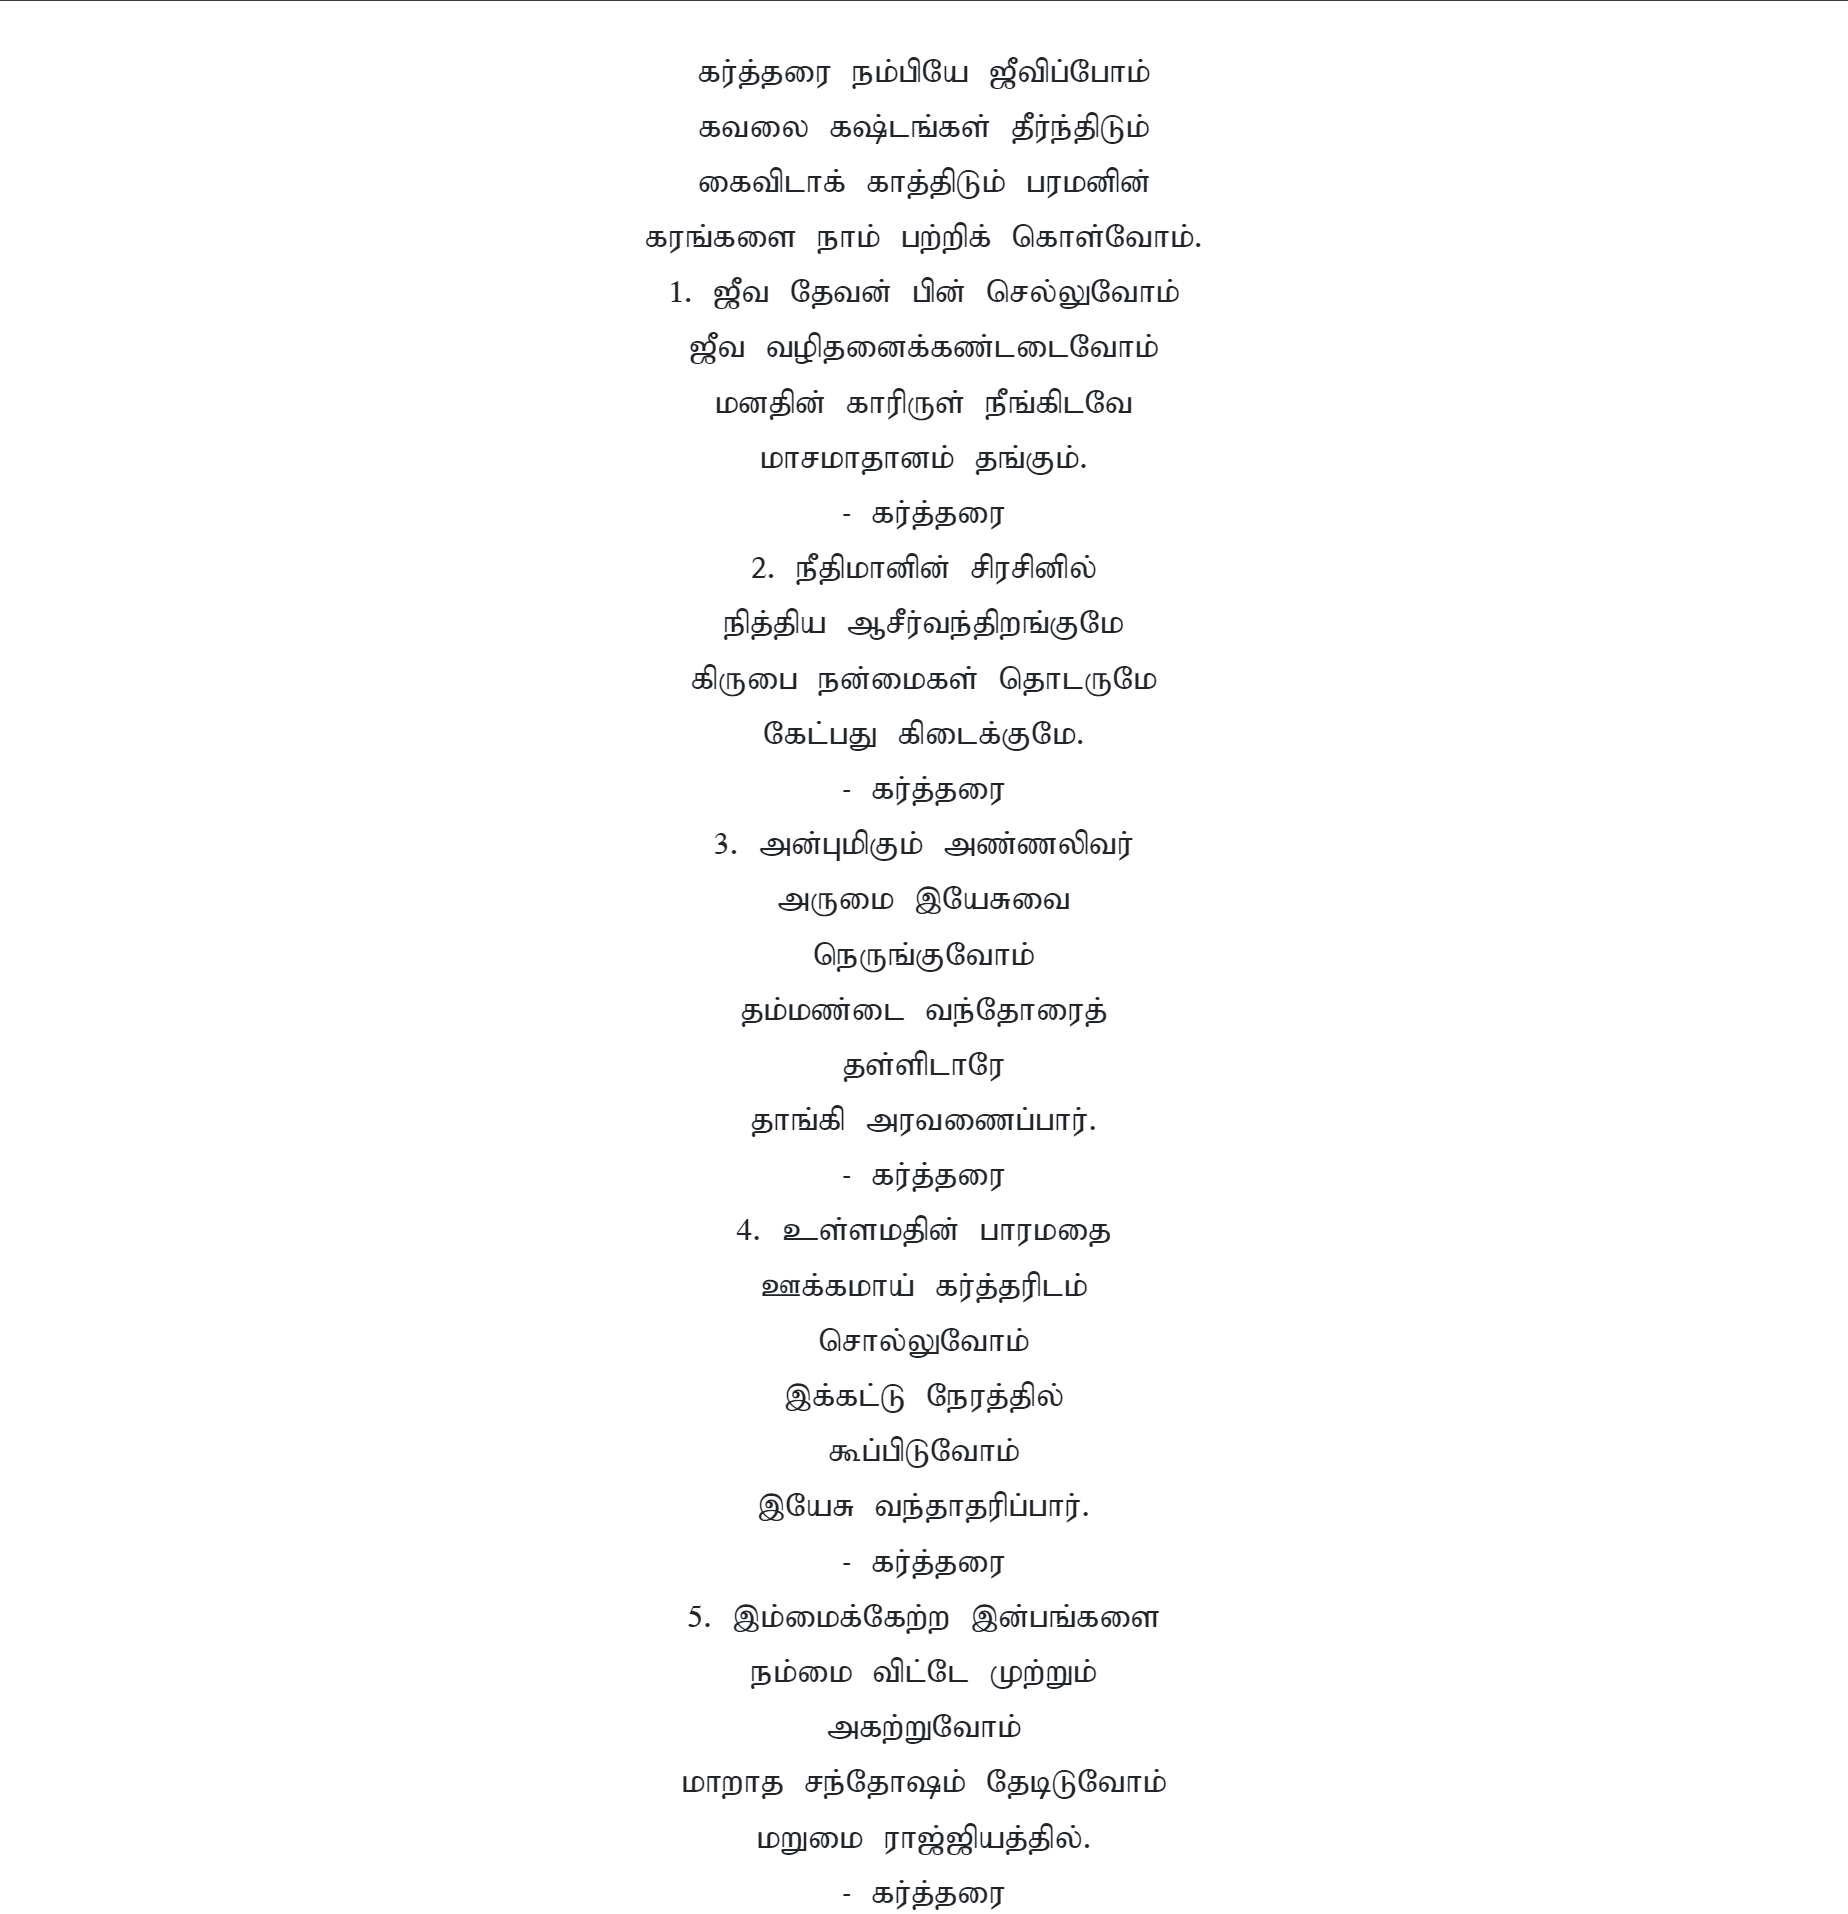 கர்த்தரை நம்பியே ஜீவிப்போம்
கவலை கஷ்டங்கள் தீர்ந்திடும்
கைவிடாக் காத்திடும் பரமனின்
கரங்களை நாம் பற்றிக் கொள்வோம்.
1. ஜீவ தேவன் பின் செல்லுவோம்
ஜீவ வழிதனைக்கண்டடைவோம்
மனதின் காரிருள் நீங்கிடவே
மாசமாதானம் தங்கும்.
- கர்த்தரை
2. நீதிமானின் சிரசினில்
நித்திய ஆசீர்வந்திறங்குமே
கிருபை நன்மைகள் தொடருமே
கேட்பது கிடைக்குமே.
- கர்த்தரை
3. அன்புமிகும் அண்ணலிவர்
அருமை இயேசுவை
நெருங்குவோம்
தம்மண்டை வந்தோரைத்
தள்ளிடாரே
தாங்கி அரவணைப்பார்.
- கர்த்தரை
4. உள்ளமதின் பாரமதை
ஊக்கமாய் கர்த்தரிடம்
சொல்லுவோம்
இக்கட்டு நேரத்தில்
கூப்பிடுவோம்
இயேசு வந்தாதரிப்பார்.
- கர்த்தரை
5. இம்மைக்கேற்ற இன்பங்களை
நம்மை விட்டே முற்றும்
அகற்றுவோம்
மாறாத சந்தோஷம் தேடிடுவோம்
மறுமை ராஜ்ஜியத்தில்.
- கர்த்தரை